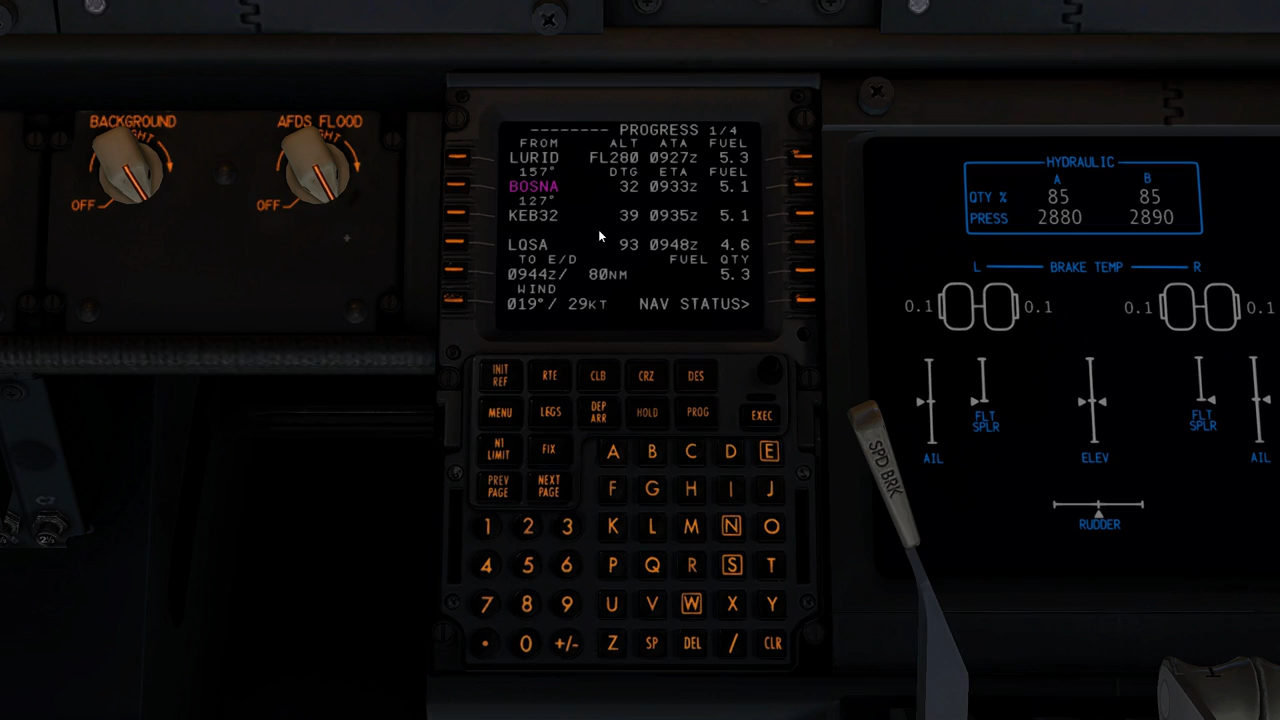 BACKGROUND
OFF
AFDS FLOOD
OFF
-------- PROGRESS 1/4
FROM ALT ATA FUEL
LURID FL280 0927z 5.3
157° DTG ETA FUEL
BOSNA 32 0933z 5.1
127°
KEB32 39 0935z 5.1
LQSA 93 0948z 4.6
TO E/D FUEL QTY
0944z/ 80NM 5.3
WIND
019°/ 29KT NAV STATUS>
INIT REF RTE CLB CRZ DES
MENU LEGS DEP ARR HOLD PROG EXEC
N1 LIMIT FIX
PREV PAGE NEXT PAGE
A B C D E
F G H I J
1 2 3 K L M N O
4 5 6 P Q R S T
7 8 9 U V W X Y
. 0 +/- Z SP DEL / CLR
HYDRAULIC
A B
QTY % 85 85
PRESS 2880 2890
L BRAKE TEMP R
0.1 0.1 0.1 0.1
FLT SPLR FLT SPLR
AIL ELEV AIL
RUDDER
SPD BRK